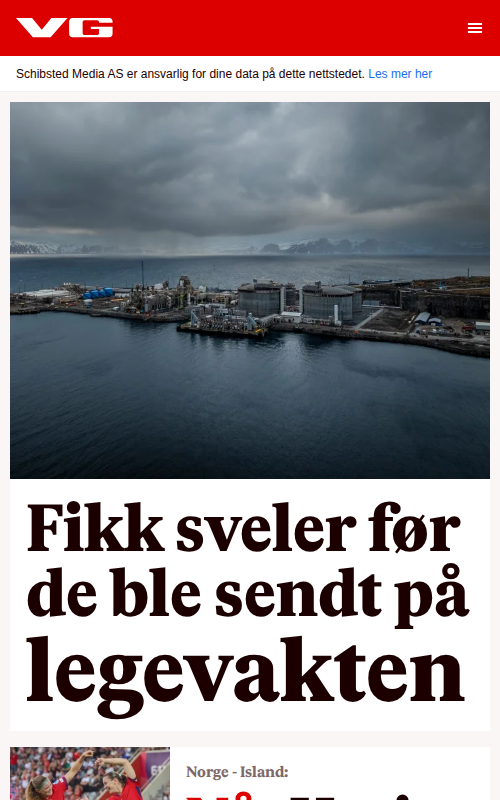 VG
Schibsted Media AS er ansvarlig for dine data på dette nettstedet. Les mer her
Fikk sveler før
de ble sendt på
legevakten
Norge - Island: